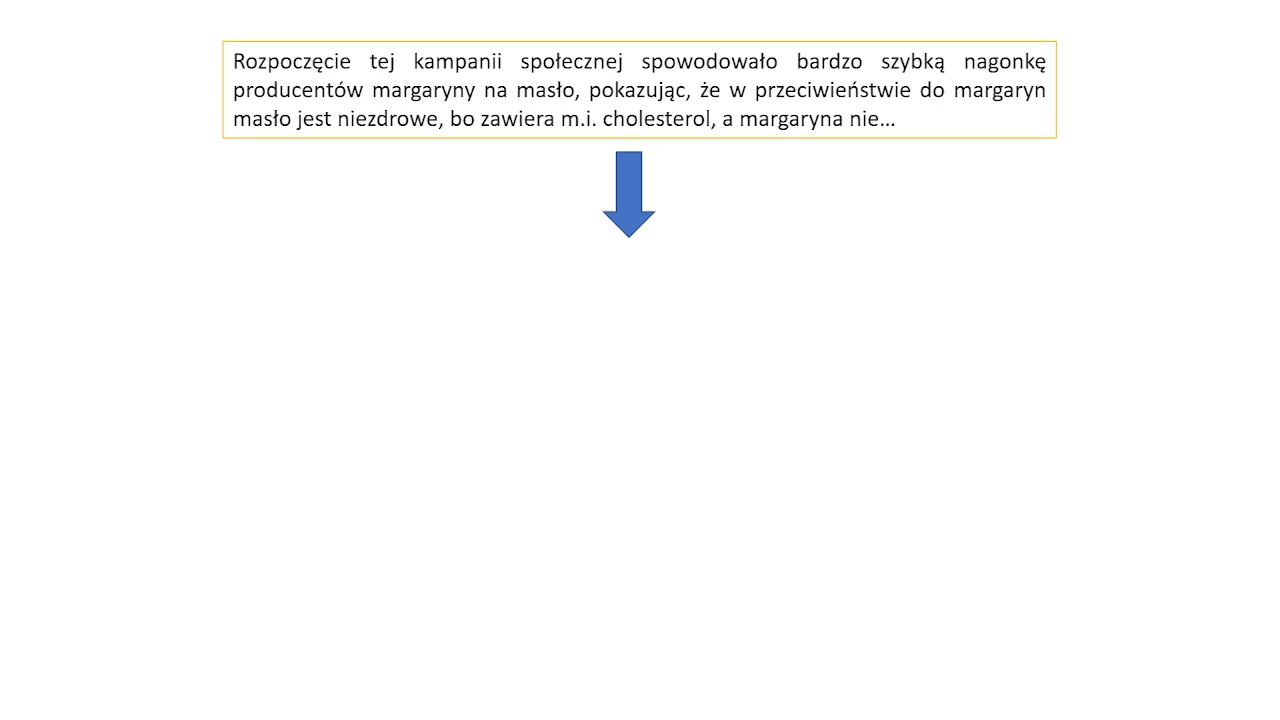 Rozpoczęcie tej kampanii społecznej spowodowało bardzo szybką nagonkę
producentów margaryny na masło, pokazując, że w przeciwieństwie do margaryn
masło jest niezdrowe, bo zawiera m.i. cholesterol, a margaryna nie…